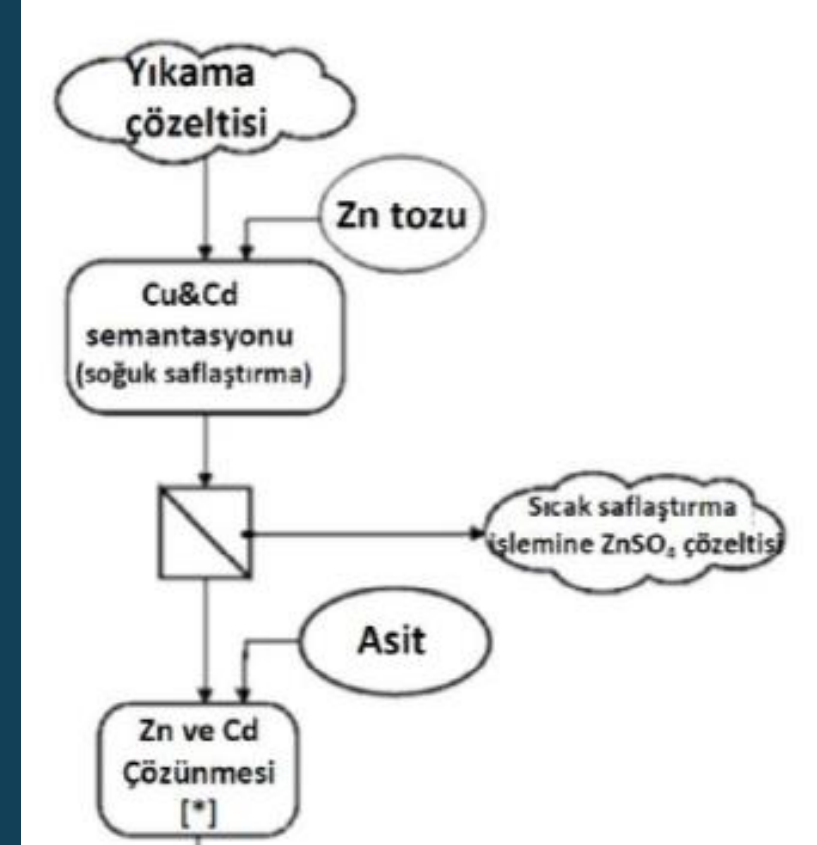 Yıkama
çözeltisi
Zn tozu
Cu&Cd
semantasyonu
(soğuk saflaştırma)
Sıcak saflaştırma
işlemine ZnSO₄ çözeltisi
Asit
Zn ve Cd
Çözünmesi
[*]